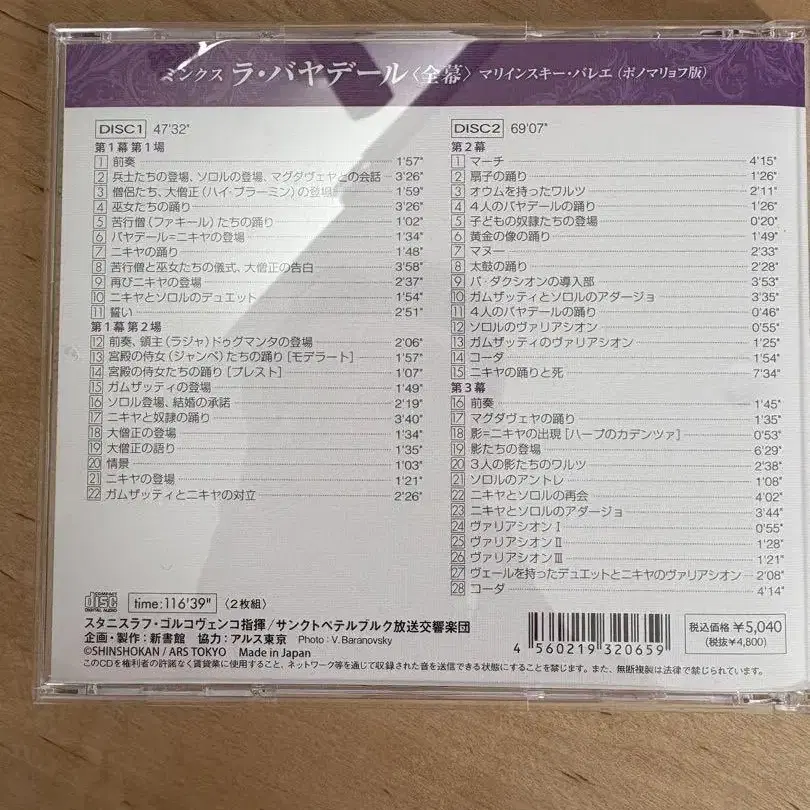 ミンクス ラ・バヤデール〈全幕〉マリインスキー・バレエ(ポノマリョフ版)
DISC1 47'32"
第1幕 第1場
1 前奏 1'57"
2 兵士たちの登場、ソロルの登場、マグダヴェヤとの会話 3'26"
3 僧侶たち、大僧正(ハイ・ブラーミン)の登場 1'59"
4 巫女たちの踊り 3'26"
5 苦行僧(ファキール)たちの踊り 1'02"
6 バヤデール=ニキヤの登場 1'34"
7 ニキヤの踊り 1'48"
8 苦行僧と巫女たちの儀式、大僧正の告白 3'58"
9 再びニキヤの登場 2'37"
10 ニキヤとソロルのデュエット 1'54"
11 誓い 2'51"
第1幕 第2場
12 前奏、領主(ラジャ)ドゥグマンタの登場 2'06"
13 宮殿の侍女(ジャンベ)たちの踊り[モデラート] 1'57"
14 宮殿の侍女たちの踊り[プレスト] 1'07"
15 ガムザッティの登場 1'49"
16 ソロル登場、結婚の承諾 2'19"
17 ニキヤと奴隷の踊り 3'40"
18 大僧正の登場 1'34"
19 大僧正の語り 1'35"
20 情景 1'03"
21 ニキヤの登場 1'21"
22 ガムザッティとニキヤの対立 2'26"
DISC2 69'07"
第2幕
1 マーチ 4'15"
2 扇子の踊り 1'26"
3 オウムを持ったワルツ 2'11"
4 4人のバヤデールの踊り 1'26"
5 子どもの奴隷たちの登場 0'20"
6 黄金の像の踊り 1'49"
7 マヌー 2'33"
8 太鼓の踊り 2'28"
9 パ・ダクシオンの導入部 3'53"
10 ガムザッティとソロルのアダージョ 3'35"
11 4人のバヤデールの踊り 0'46"
12 ソロルのヴァリアシオン 0'55"
13 ガムザッティのヴァリアシオン 1'25"
14 コーダ 1'54"
15 ニキヤの踊りと死 7'34"
第3幕
16 前奏 1'45"
17 マグダヴェヤの踊り 1'35"
18 影=ニキヤの出現[ハープのカデンツァ] 0'53"
19 影たちの登場 6'29"
20 3人の影たちのワルツ 2'38"
21 ソロルのアントレ 1'08"
22 ニキヤとソロルの再会 4'02"
23 ニキヤとソロルのアダージョ 3'44"
24 ヴァリアシオンⅠ 0'55"
25 ヴァリアシオンⅡ 1'28"
26 ヴァリアシオンⅢ 1'21"
27 ヴェールを持ったデュエットとニキヤのヴァリアシオン 2'08"
28 コーダ 4'14"
COMPACT disc DIGITAL AUDIO
time:116'39" 〈2枚組〉
スタニスラフ・ゴルコヴェンコ指揮/サンクトペテルブルク放送交響楽団
企画・製作:新書館 協力:アルス東京 Photo:V. Baranovsky
©SHINSHOKAN / ARS TOKYO Made in Japan
このCDを権利者の許諾なく賃貸業に使用すること、ネットワーク等を通じて収録された音を送信できる状態にすることを禁じます。また、無断複製は法律で禁じられています。
4 560219 320659
税込価格 ¥5,040
(税抜¥4,800)